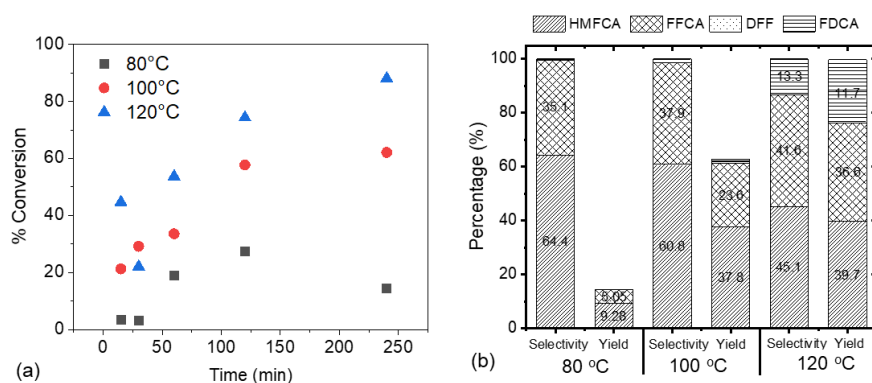 100
80
60
40
20
0
% Conversion
80°C
100°C
120°C
0 50 100 150 200 250
Time (min)
(a)
HMFCA FFCA DFF FDCA
100
80
60
40
20
0
Percentage (%)
35.1
64.4
9.28
37.9
60.8
23.6
37.8
13.3
41.6
45.1
11.7
36.6
39.7
Selectivity Yield Selectivity Yield Selectivity Yield
80 °C 100 °C 120 °C
(b)